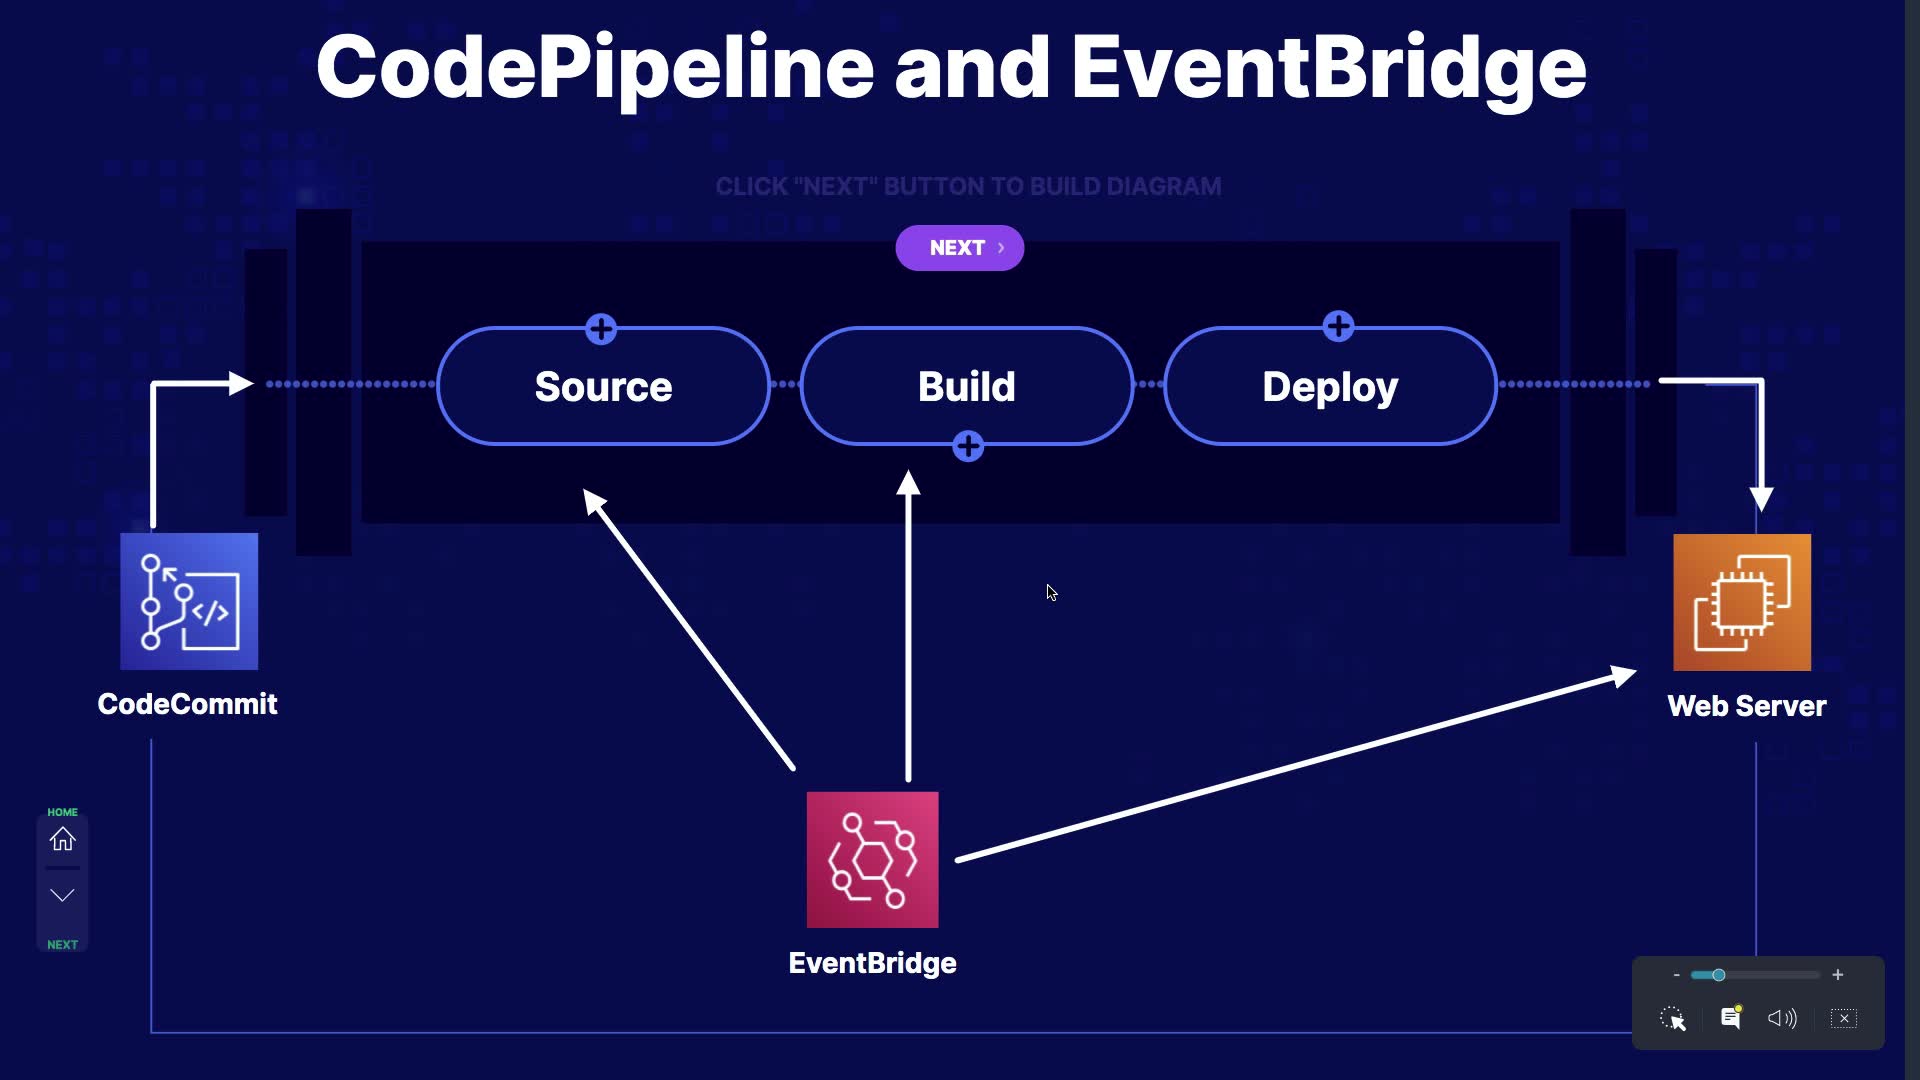 CodePipeline and EventBridge
CLICK "NEXT" BUTTON TO BUILD DIAGRAM
NEXT ›
Source
Build
Deploy
</>
CodeCommit
Web Server
HOME
NEXT
EventBridge
- +